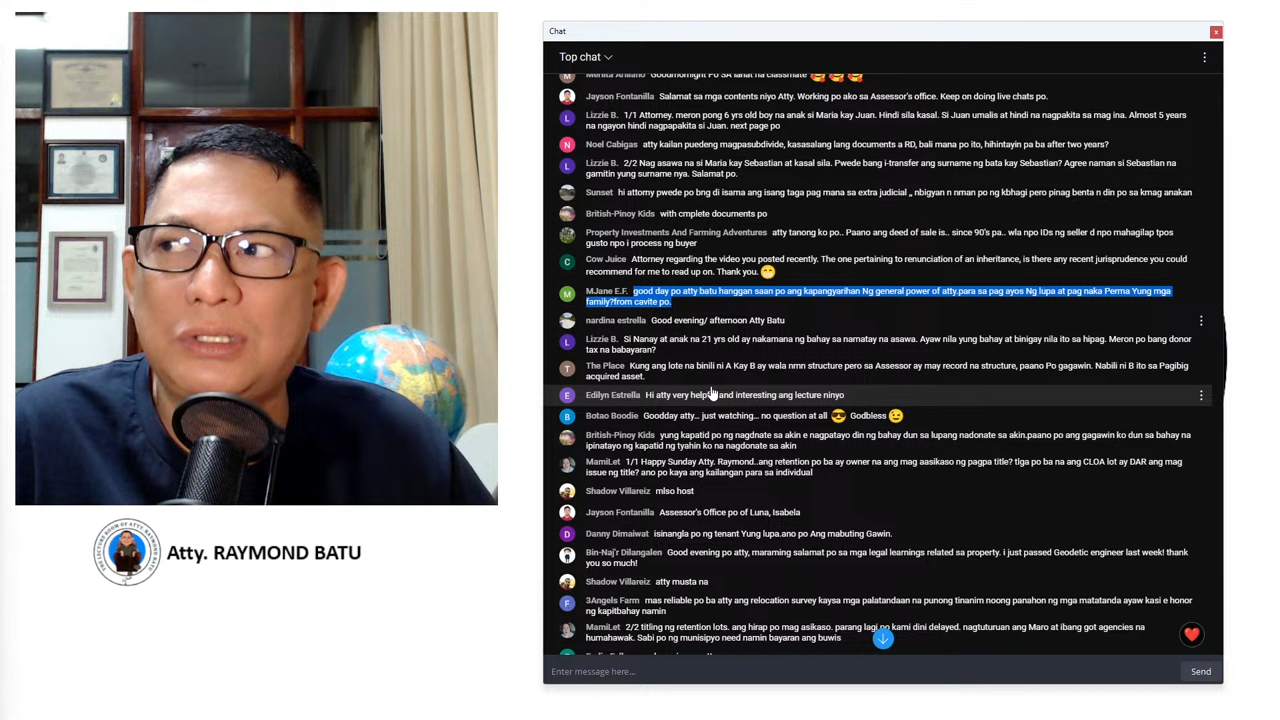 Chat
x
Top chat
Menita Arillano Goodmornight Po SA lahat na classmate
Jayson Fontanilla Salamat sa mga contents niyo Atty. Working po ako sa Assessor's office. Keep on doing live chats po.
Lizzie B. 1/1 Attorney. meron pong 6 yrs old boy na anak si Maria kay Juan. Hindi sila kasal. Si Juan umalis at hindi na nagpakita sa mag ina. Almost 5 years
na ngayon hindi nagpapakita si Juan. next page po
Noel Cabigas atty kailan puedeng magpasubdivide, kasasalang lang documents a RD, bali mana po ito, hihintayin pa ba after two years?
Lizzie B. 2/2 Nag asawa na si Maria kay Sebastian at kasal sila. Pwede bang i-transfer ang surname ng bata kay Sebastian? Agree naman si Sebastian na
gamitin yung surname nya. Salamat po.
Sunset hi attorny pwede po bng di isama ang isang taga pag mana sa extra judicial ,, nbigyan n nman po ng kbhagi pero pinag benta n din po sa kmag anakan
British-Pinoy Kids with cmplete documents po
Property Investments And Farming Adventures atty tanong ko po.. Paano ang deed of sale is.. since 90's pa.. wla npo IDs ng seller d npo mahagilap tpos
gusto npo i process ng buyer
Cow Juice Attorney regarding the video you posted recently. The one pertaining to renunciation of an inheritance, is there any recent jurisprudence you could
recommend for me to read up on. Thank you.
MJane E.F. good day po atty batu hanggan saan po ang kapangyarihan Ng general power of atty.para sa pag ayos Ng lupa at pag naka Perma Yung mga
family?from cavite po.
nardina estrella Good evening/ afternoon Atty Batu
Lizzie B. Si Nanay at anak na 21 yrs old ay nakamana ng bahay sa namatay na asawa. Ayaw nila yung bahay at binigay nila ito sa hipag. Meron po bang donor
tax na babayaran?
The Place Kung ang lote na binili ni A Kay B ay wala nmn structure pero sa Assessor ay may record na structure, paano Po gagawin. Nabili ni B ito sa Pagibig
acquired asset.
Edilyn Estrella Hi atty very help and interesting ang lecture ninyo
Botao Boodie Goodday atty... just watching... no question at all Godbless
British-Pinoy Kids yung kapatid po ng nagdnate sa akin e nagpatayo din ng bahay dun sa lupang nadonate sa akin.paano po ang gagawin ko dun sa bahay na
ipinatayo ng kapatid ng tyahin ko na nagdonate sa akin
MamiLet 1/1 Happy Sunday Atty. Raymond..ang retention po ba ay owner na ang mag aasikaso ng pagpa title? tlga po ba na ang CLOA lot ay DAR ang mag
issue ng title? ano po kaya ang kailangan para sa individual
Shadow Villareiz mlso host
Jayson Fontanilla Assessor's Office po of Luna, Isabela
Danny Dimaiwat isinangla po ng tenant Yung lupa.ano po Ang mabuting Gawin.
Bin-Naj'r Dilangalen Good evening po atty, maraming salamat po sa mga legal learnings related sa property. i just passed Geodetic engineer last week! thank
you so much!
Shadow Villareiz atty musta na
3Angels Farm mas reliable po ba atty ang relocation survey kaysa mga palatandaan na punong tinanim noong panahon ng mga matatanda ayaw kasi e honor
ng kapitbahay namin
MamiLet 2/2 titling ng retention lots. ang hirap po mag asikaso. parang lagi po kami dini delayed. nagtuturuan ang Maro at ibang got agencies na
humahawak. Sabi po ng munisipyo need namin bayaran ang buwis
Enter message here...
Send
Atty. RAYMOND BATU